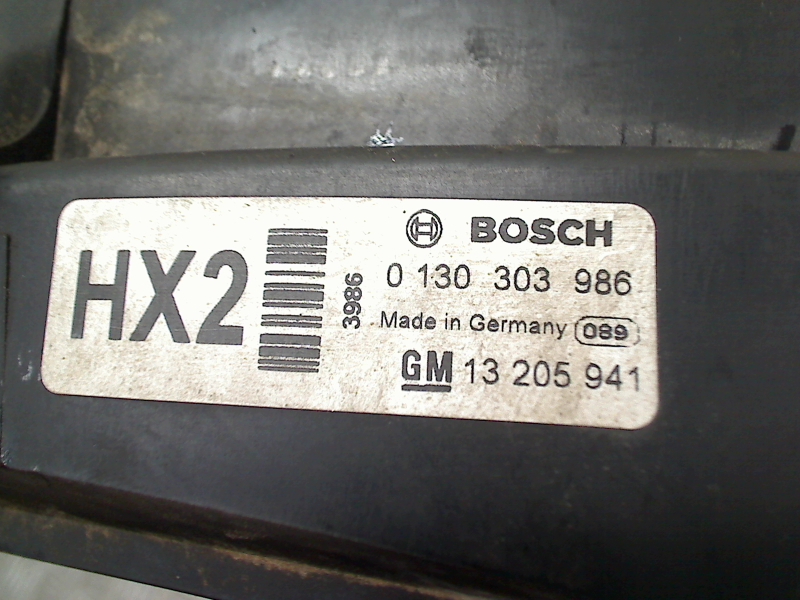 HX2
3986
BOSCH
0 130 303 986
Made in Germany 089
GM 13 205 941